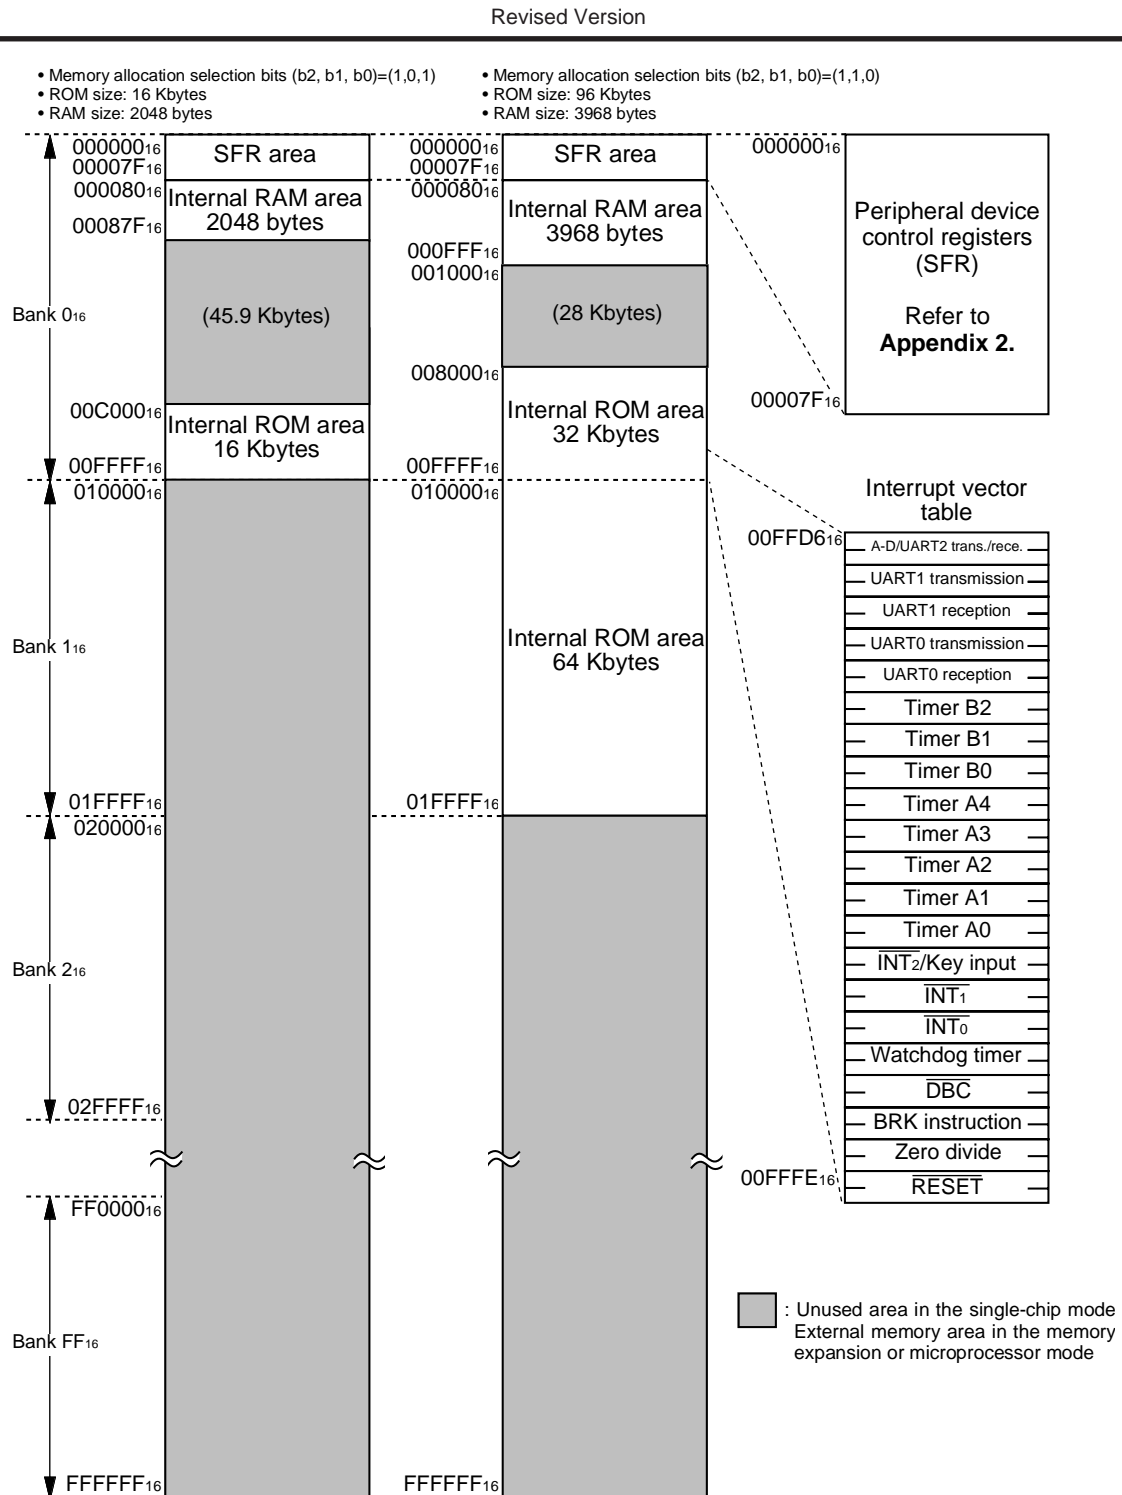 Revised Version
• Memory allocation selection bits (b2, b1, b0)=(1,0,1)
• ROM size: 16 Kbytes
• RAM size: 2048 bytes
• Memory allocation selection bits (b2, b1, b0)=(1,1,0)
• ROM size: 96 Kbytes
• RAM size: 3968 bytes
Bank 0₁₆
Bank 1₁₆
Bank 2₁₆
Bank FF₁₆
000000₁₆
00007F₁₆
000080₁₆
00087F₁₆
00C000₁₆
00FFFF₁₆
010000₁₆
01FFFF₁₆
020000₁₆
02FFFF₁₆
FF0000₁₆
FFFFFF₁₆
SFR area
Internal RAM area
2048 bytes
(45.9 Kbytes)
Internal ROM area
16 Kbytes
000000₁₆
00007F₁₆
000080₁₆
000FFF₁₆
001000₁₆
008000₁₆
00FFFF₁₆
010000₁₆
01FFFF₁₆
FFFFFF₁₆
SFR area
Internal RAM area
3968 bytes
(28 Kbytes)
Internal ROM area
32 Kbytes
Internal ROM area
64 Kbytes
000000₁₆
00007F₁₆
Peripheral device
control registers
(SFR)
Refer to
Appendix 2.
Interrupt vector
table
00FFD6₁₆
A-D/UART2 trans./rece.
UART1 transmission
UART1 reception
UART0 transmission
UART0 reception
Timer B2
Timer B1
Timer B0
Timer A4
Timer A3
Timer A2
Timer A1
Timer A0
INT₂/Key input
INT₁
INT₀
Watchdog timer
DBC
BRK instruction
Zero divide
00FFFE₁₆
RESET
: Unused area in the single-chip mode
External memory area in the memory
expansion or microprocessor mode